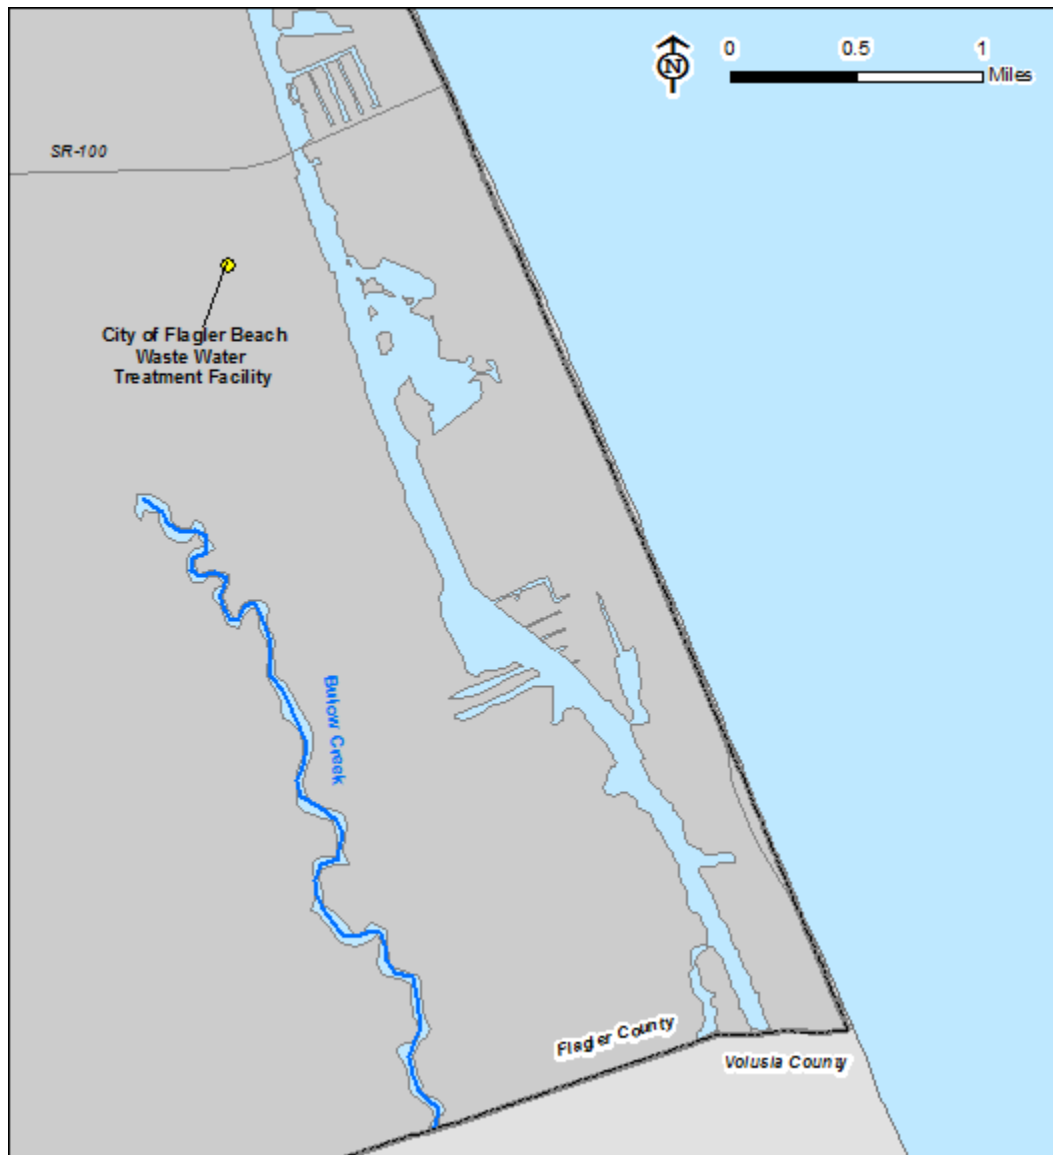 0 0.5 1
Miles
N
SR-100
City of Flagler Beach
Waste Water
Treatment Facility
Bulow Creek
Flagler County
Volusia County